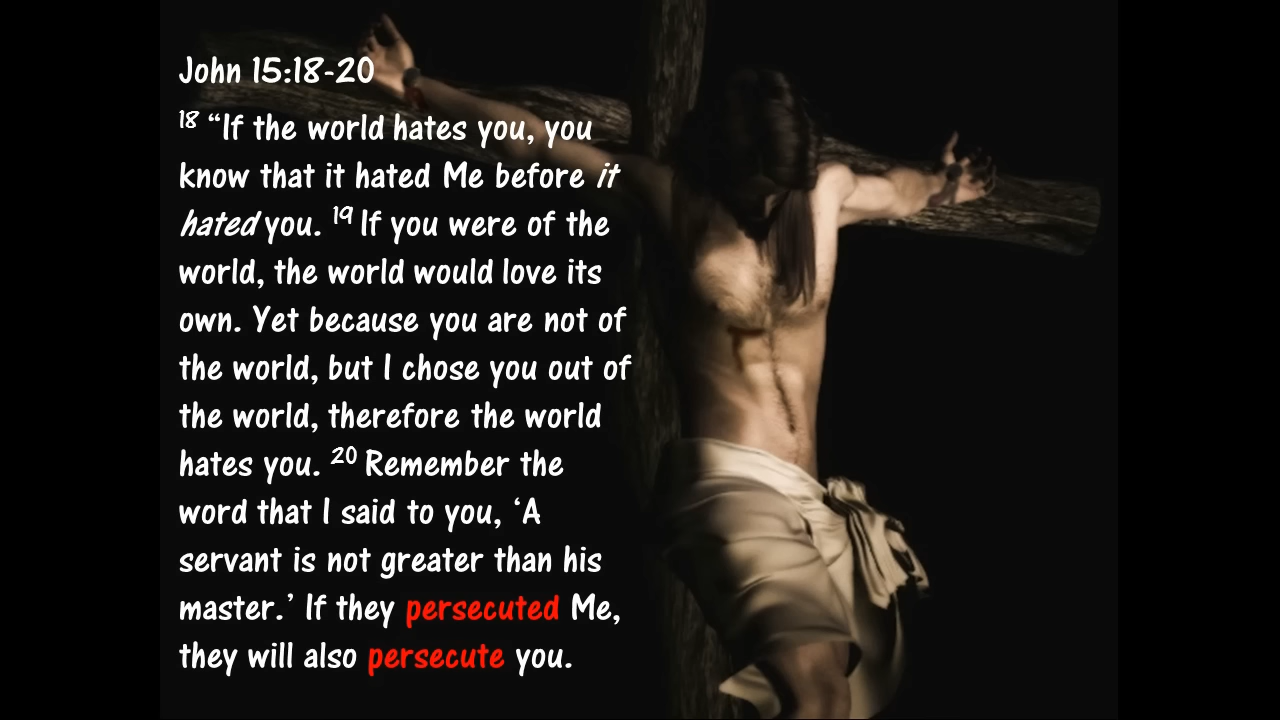 John 15:18-20
18 “If the world hates you, you
know that it hated Me before it
hated you. 19 If you were of the
world, the world would love its
own. Yet because you are not of
the world, but I chose you out of
the world, therefore the world
hates you. 20 Remember the
word that I said to you, ‘A
servant is not greater than his
master.’ If they persecuted Me,
they will also persecute you.